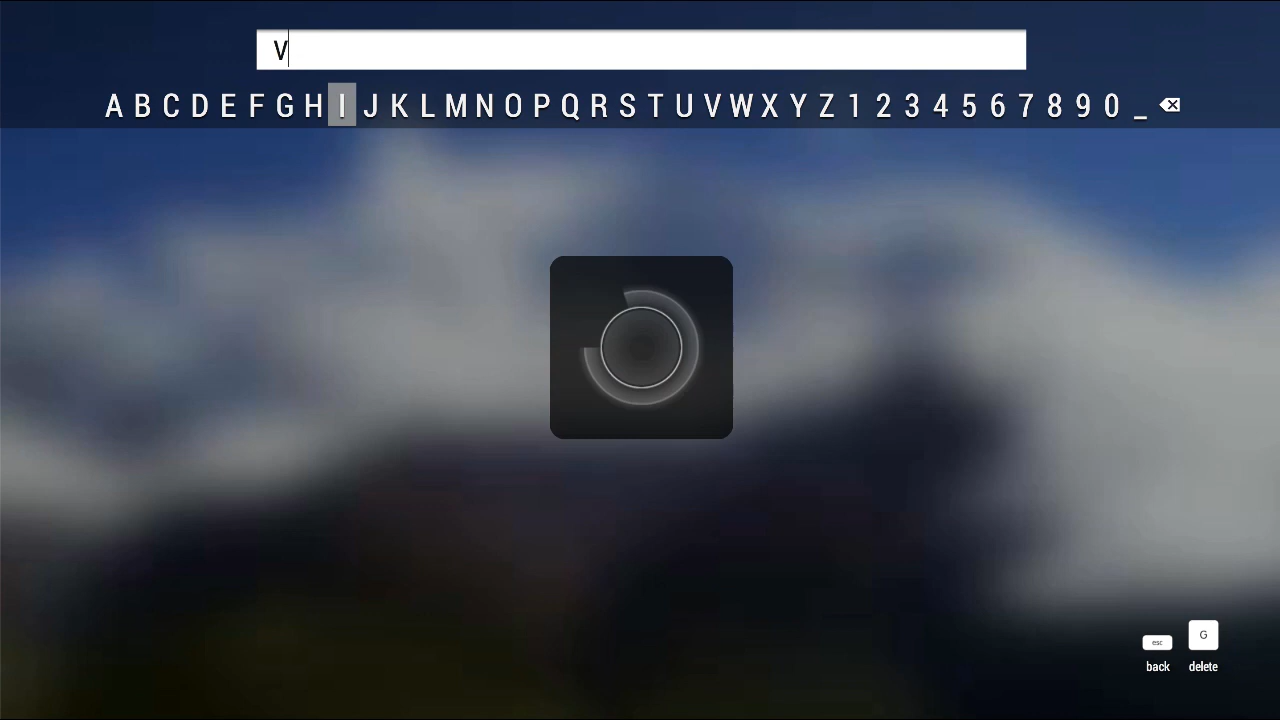 V
A B C D E F G H I J K L M N O P Q R S T U V W X Y Z 1 2 3 4 5 6 7 8 9 0 _
esc G
back delete